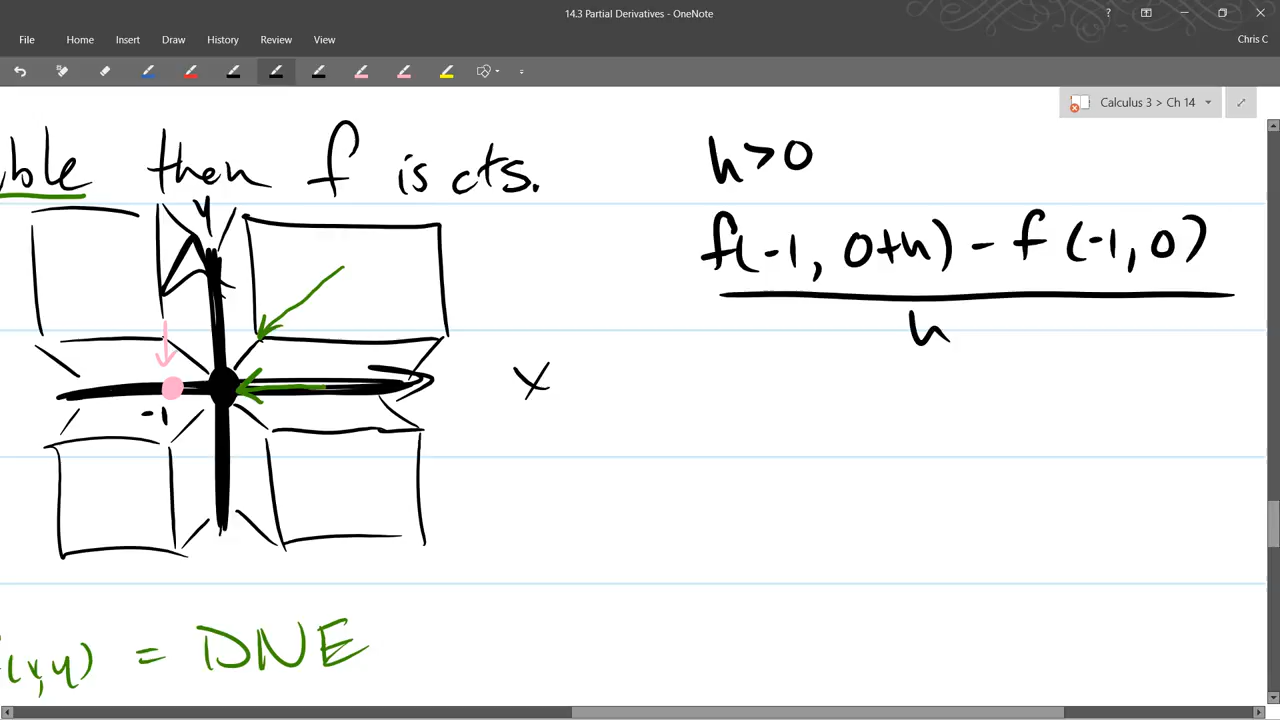 14.3 Partial Derivatives - OneNote
File Home Insert Draw History Review View
Chris C
Calculus 3 > Ch 14
ble then f is cts.
y
x
-1
(x,y) = DNE
h>0
f(-1, 0+h) - f(-1, 0)
h